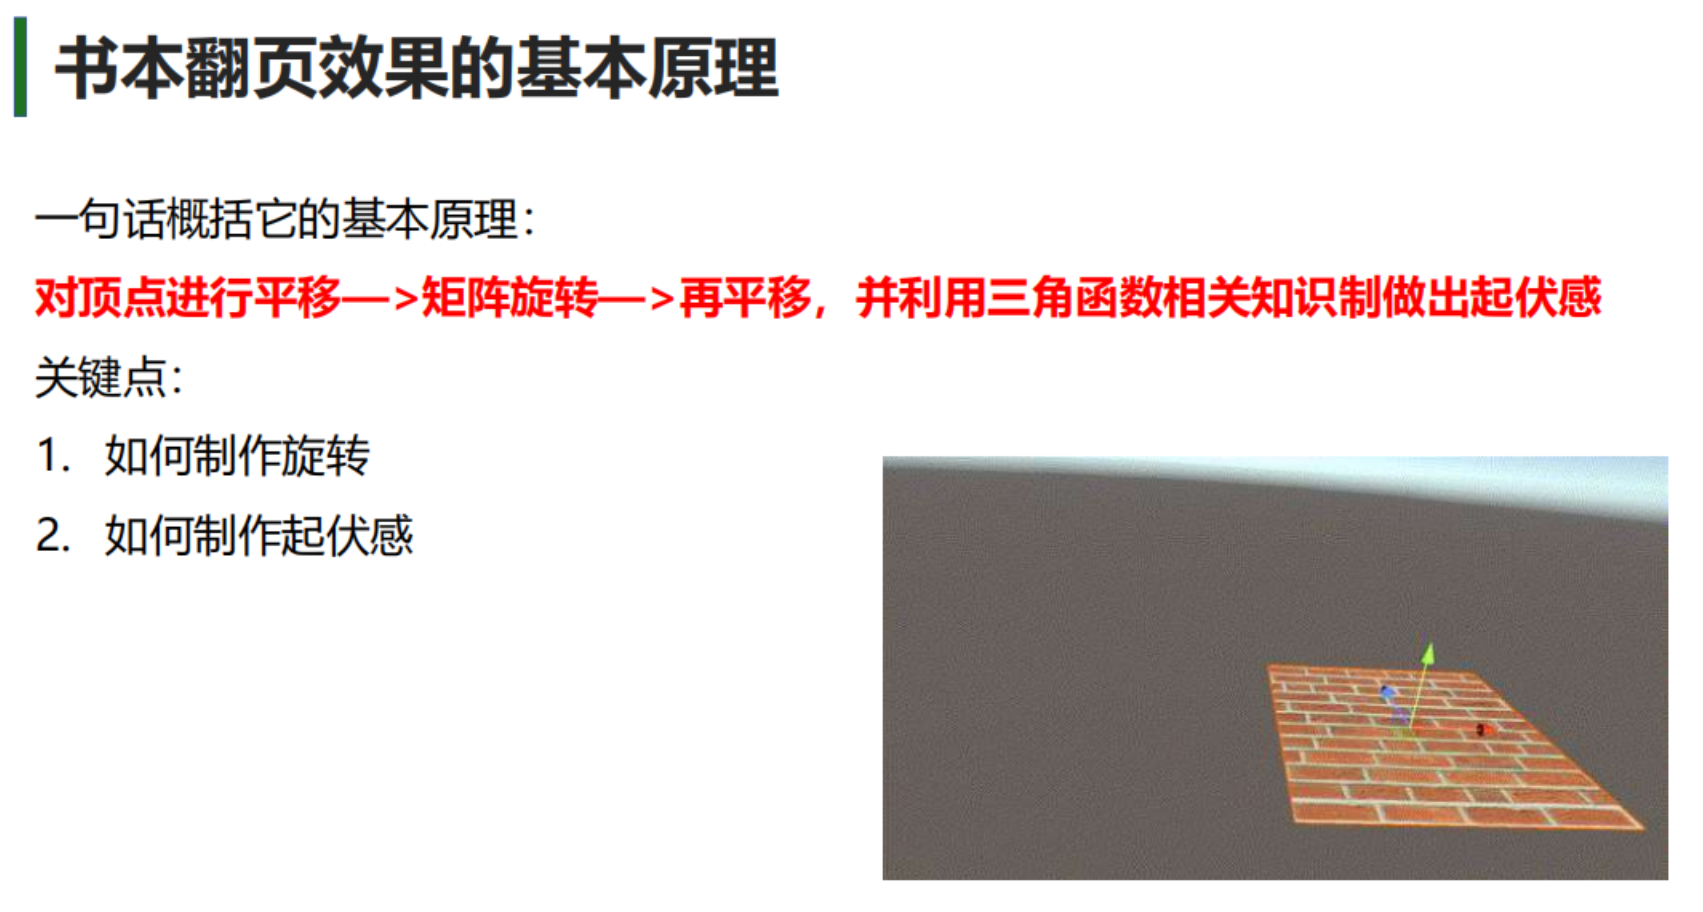 书本翻页效果的基本原理
一句话概括它的基本原理：
对顶点进行平移—>矩阵旋转—>再平移，并利用三角函数相关知识制做出起伏感
关键点：
1. 如何制作旋转
2. 如何制作起伏感